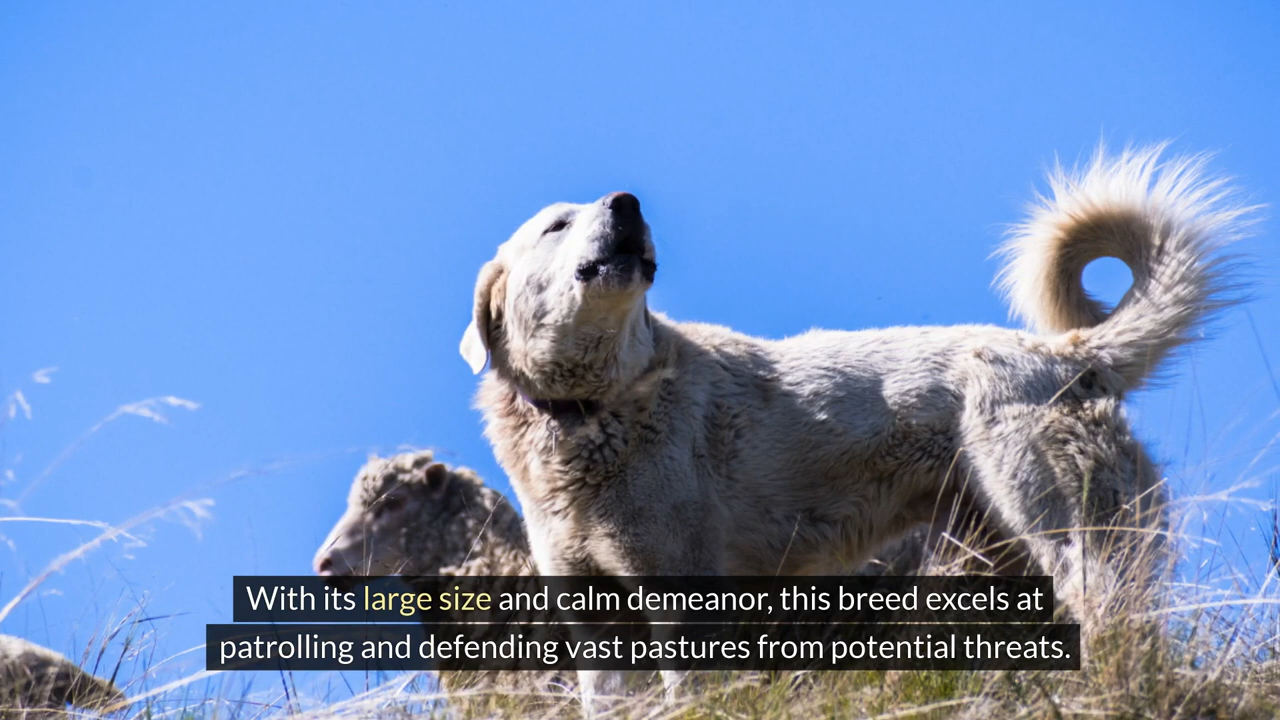 With its large size and calm demeanor, this breed excels at
patrolling and defending vast pastures from potential threats.